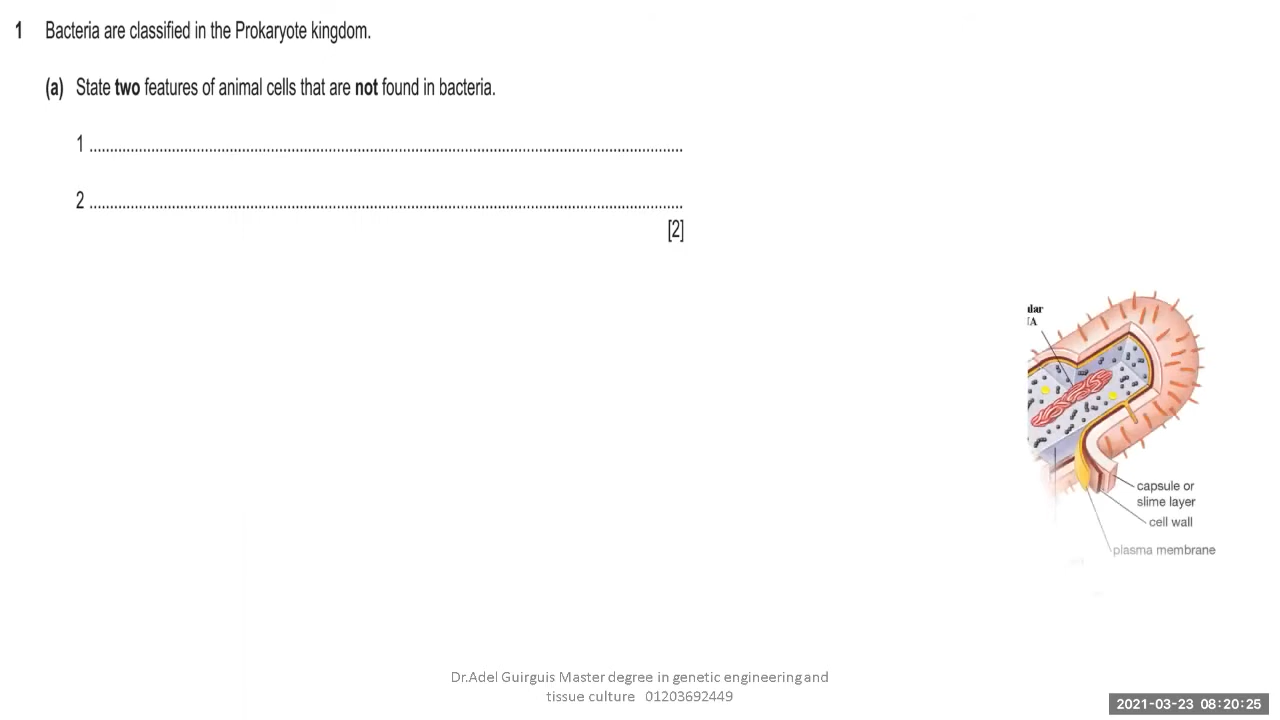 1 Bacteria are classified in the Prokaryote kingdom.
(a) State two features of animal cells that are not found in bacteria.
1 ........................................................................
2 ........................................................................
[2]
capsule or
slime layer
cell wall
plasma membrane
Dr.Adel Guirguis Master degree in genetic engineering and
tissue culture 01203692449
2021-03-23 08:20:25